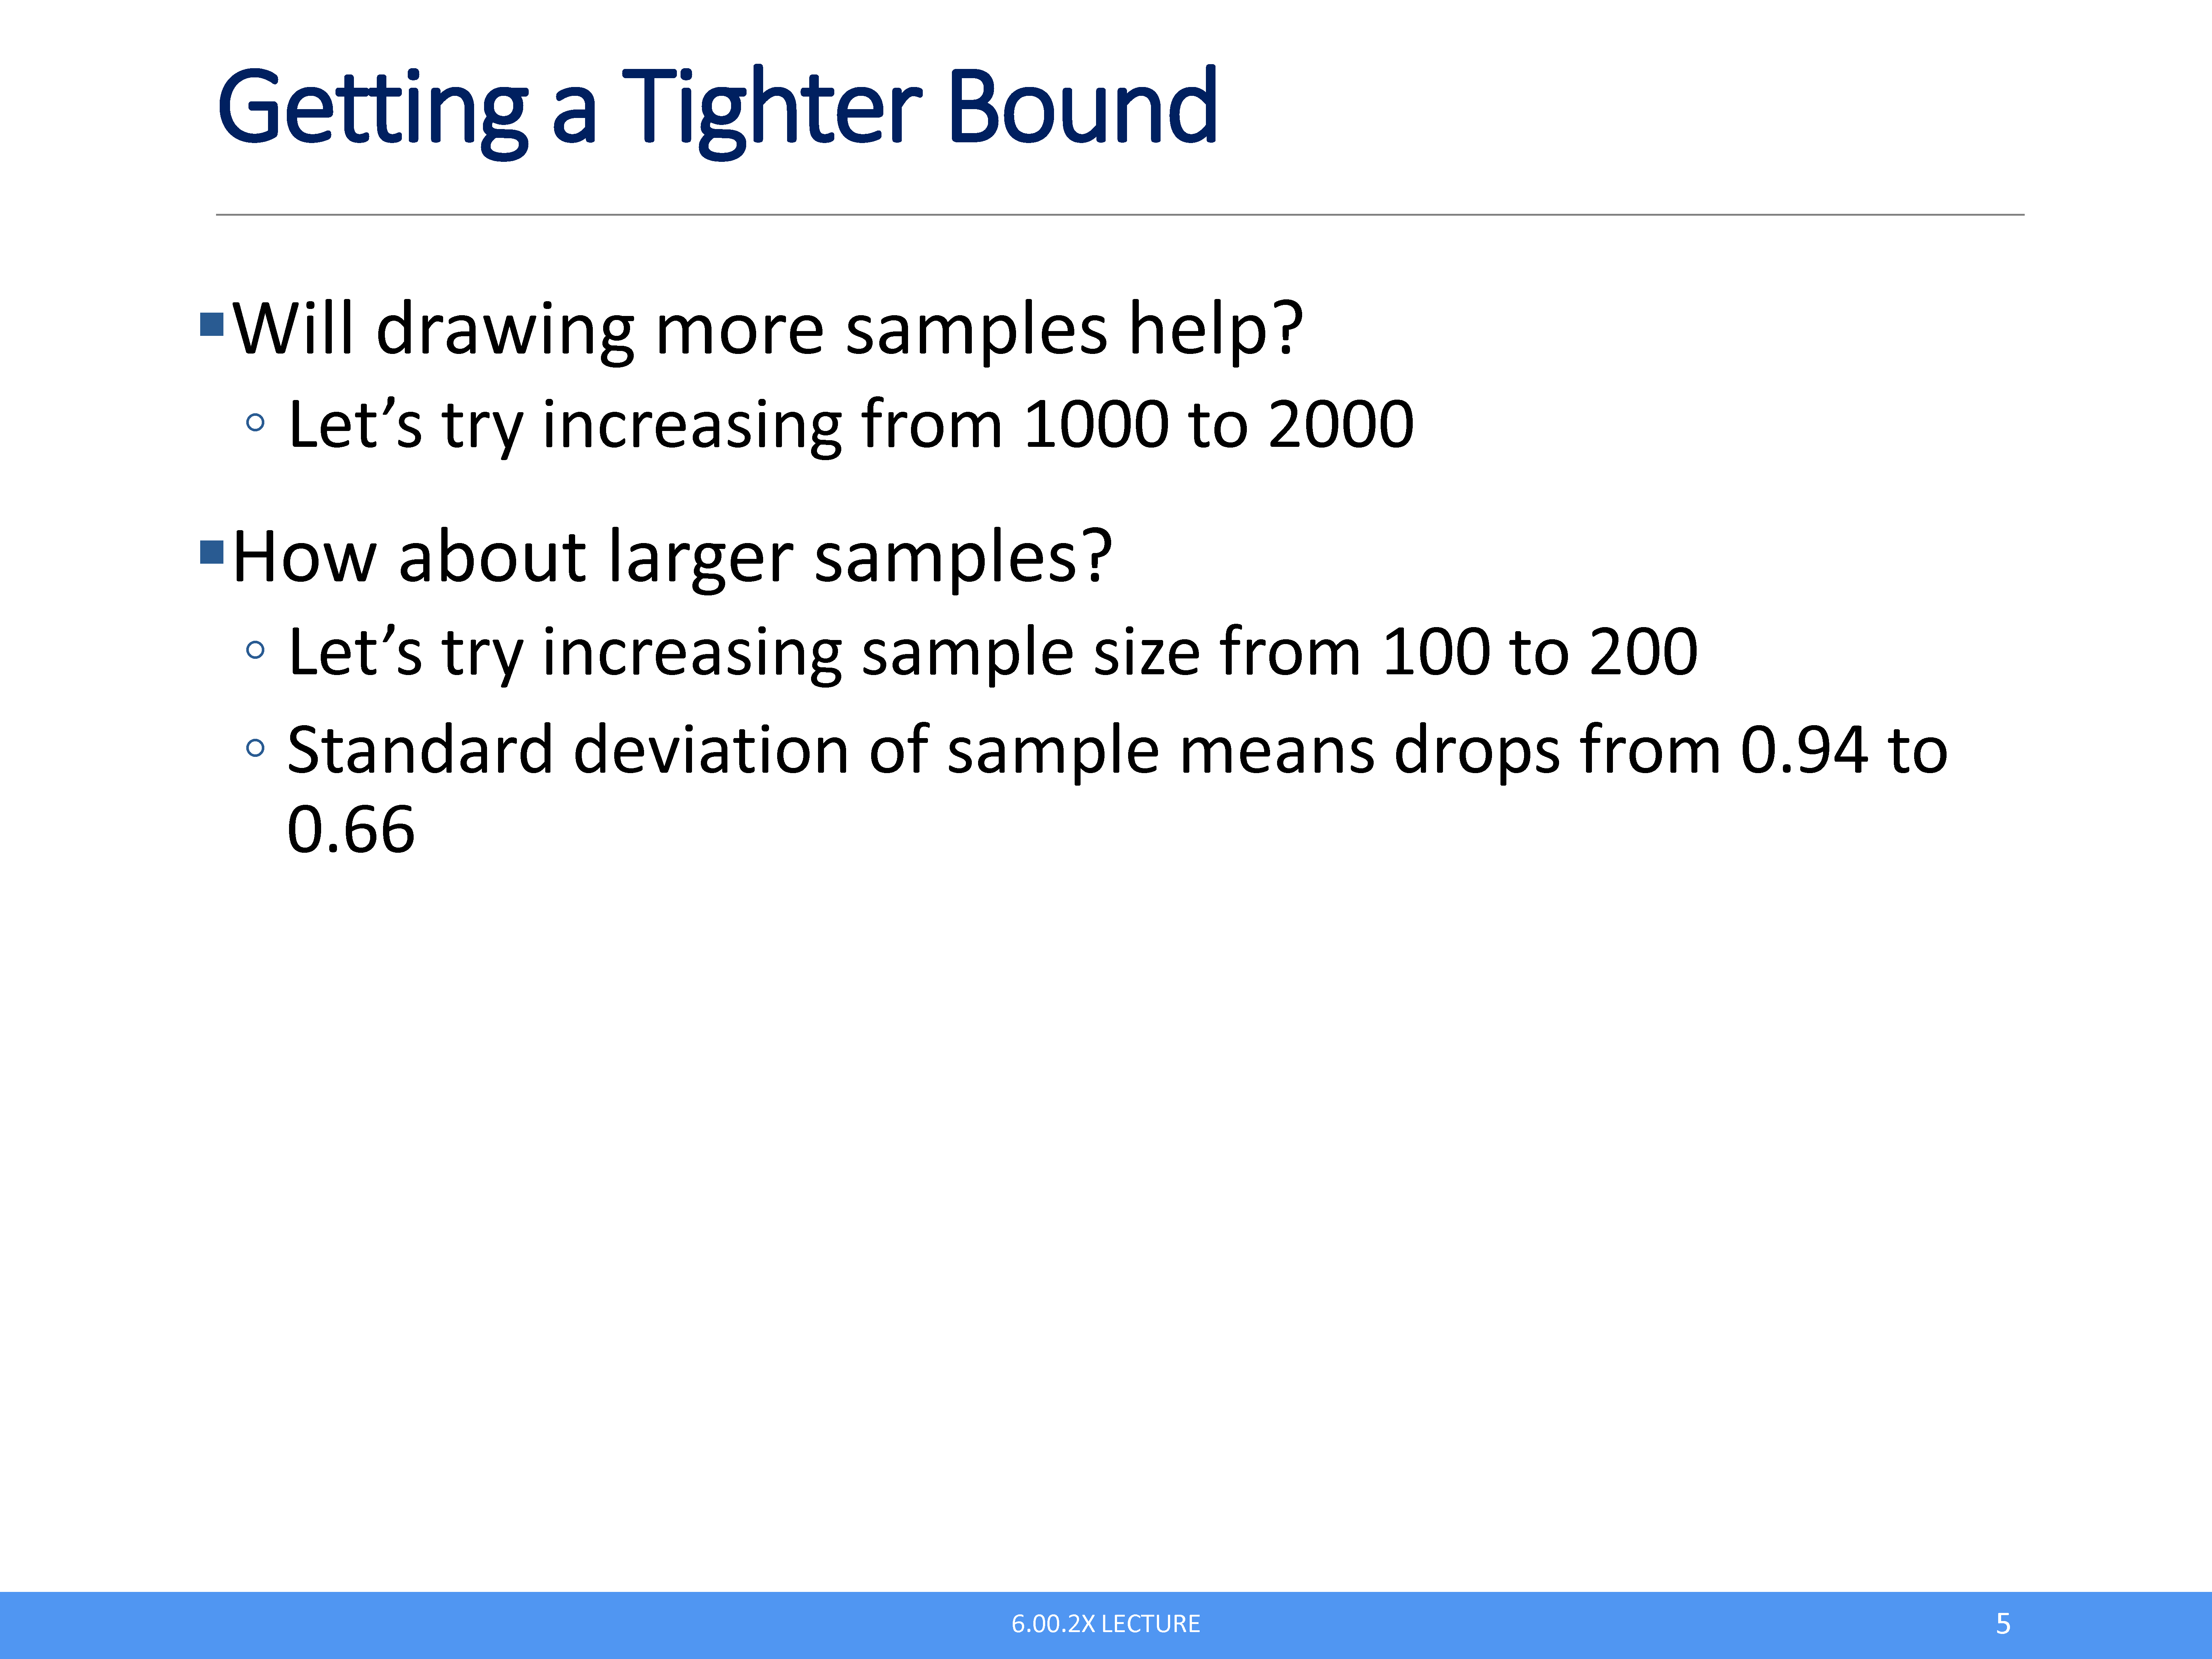 Getting a Tighter Bound
▪Will drawing more samples help?
◦ Let’s try increasing from 1000 to 2000
▪How about larger samples?
◦ Let’s try increasing sample size from 100 to 200
◦ Standard deviation of sample means drops from 0.94 to
0.66
6.00.2X LECTURE
5